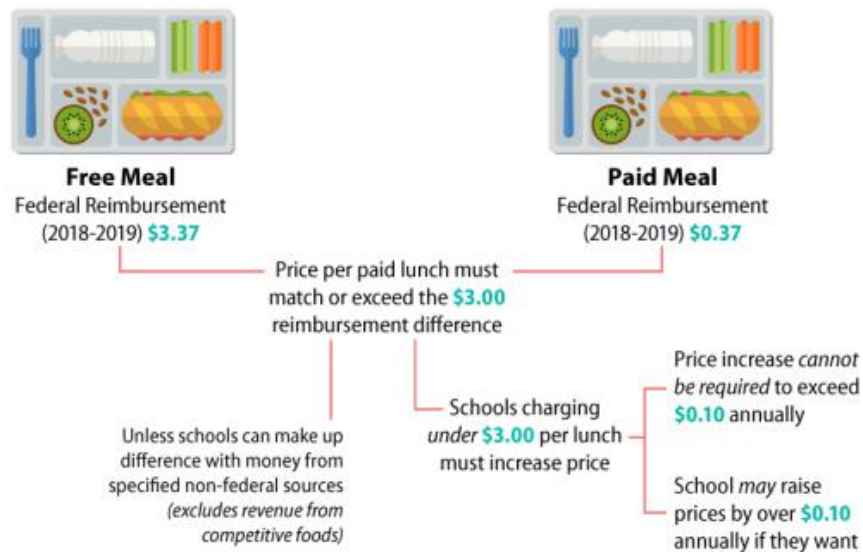 Free Meal
Federal Reimbursement
(2018-2019) $3.37
Paid Meal
Federal Reimbursement
(2018-2019) $0.37
Price per paid lunch must
match or exceed the $3.00
reimbursement difference
Unless schools can make up
difference with money from
specified non-federal sources
(excludes revenue from
competitive foods)
Schools charging
under $3.00 per lunch
must increase price
Price increase cannot
be required to exceed
$0.10 annually
School may raise
prices by over $0.10
annually if they want